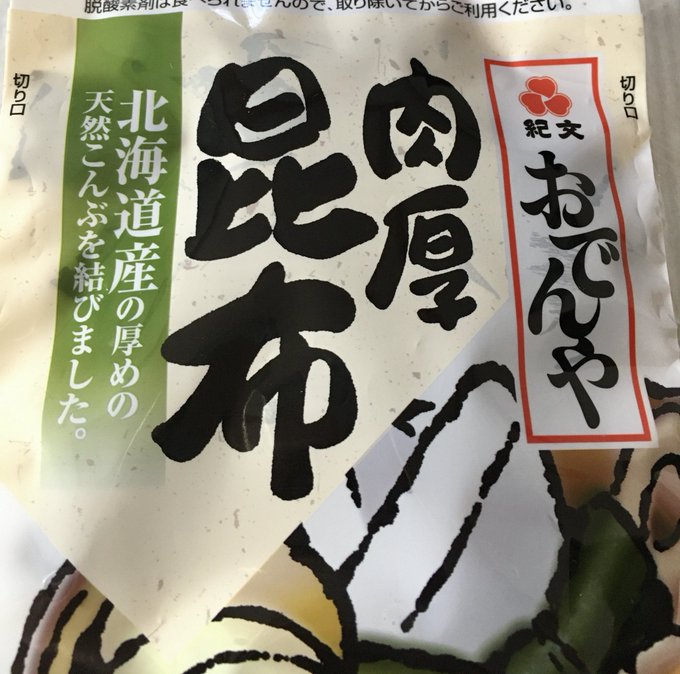 脱酸素剤は食べられませんので、取り除いてからご利用ください。
切り口
切り口
紀文
おでんや
肉厚
昆布
北海道産の厚めの
天然こんぶを結びました。